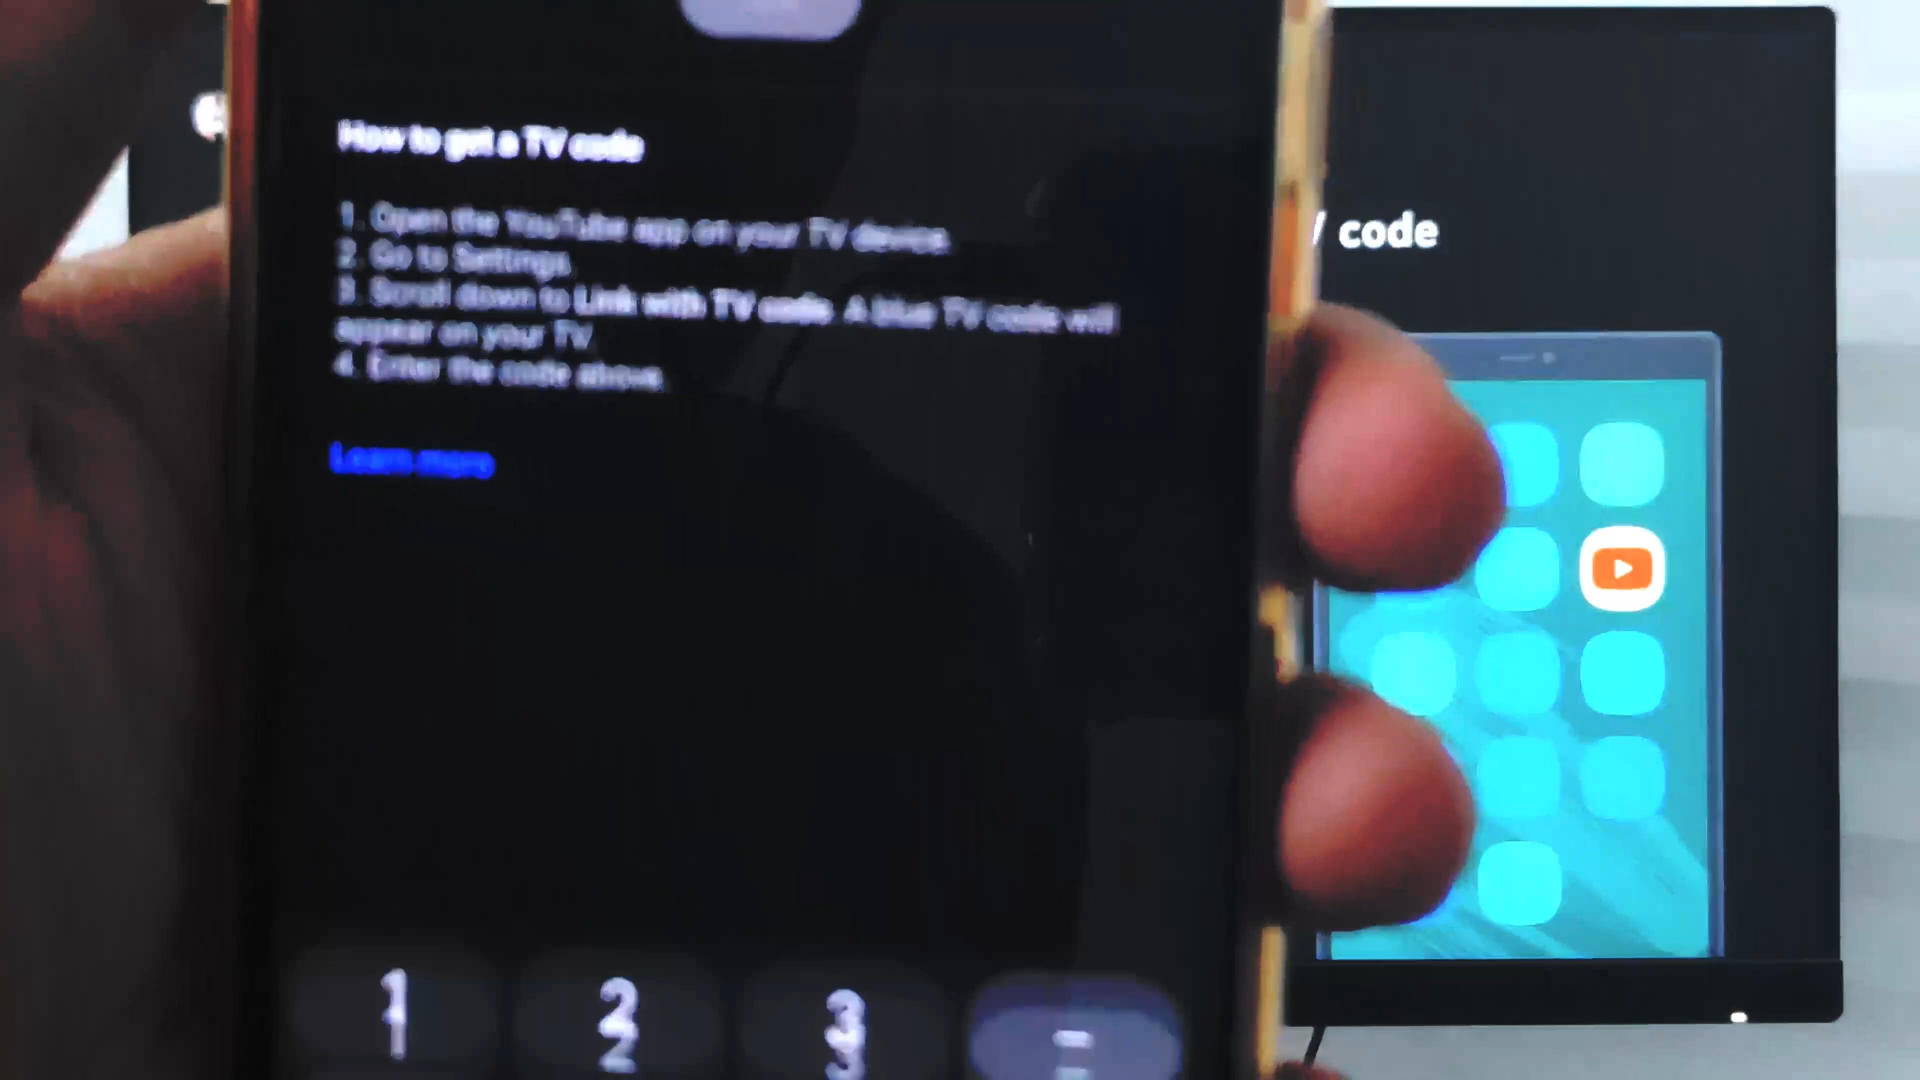 How to get a TV code
1. Open the YouTube app on your TV device.
2. Go to Settings.
3. Scroll down to Link with TV code. A blue TV code will
appear on your TV.
4. Enter the code above.
Learn more
1 2 3
code